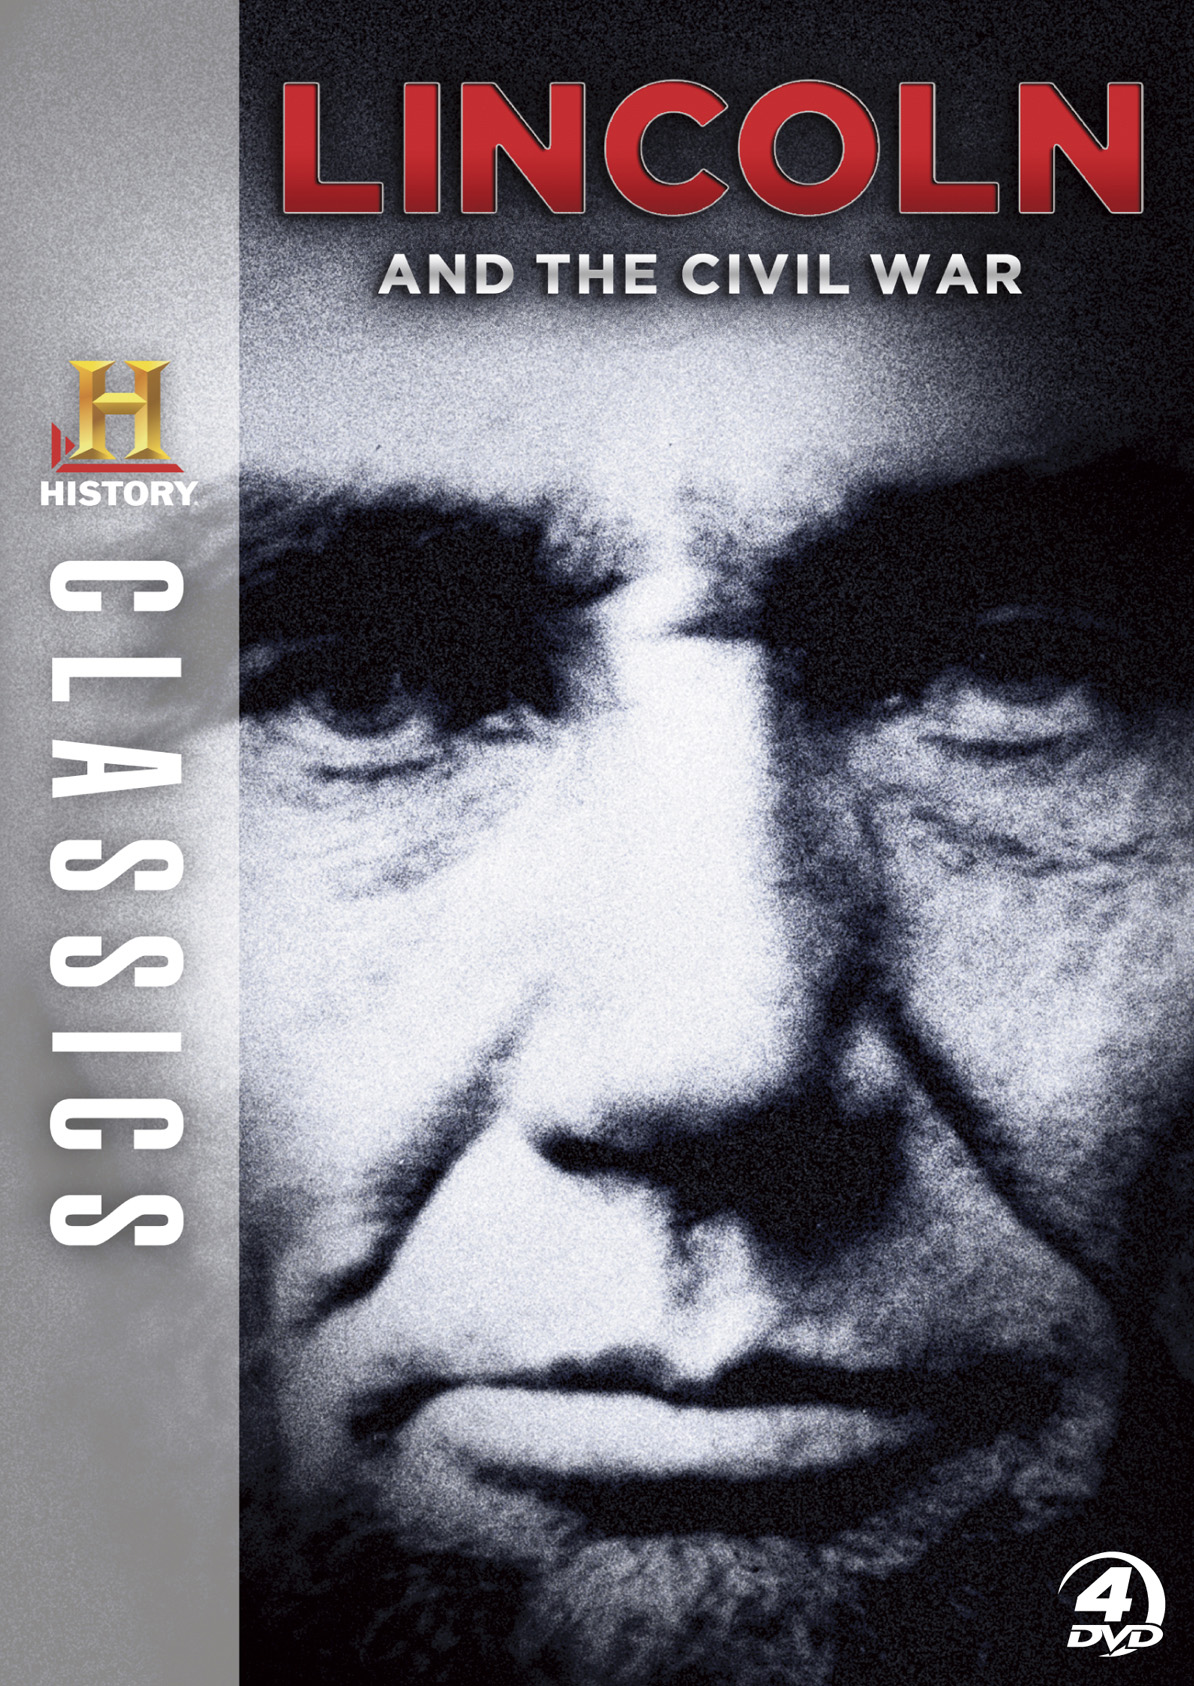 LINCOLN
AND THE CIVIL WAR
H
HISTORY
CLASSICS
4
DVD